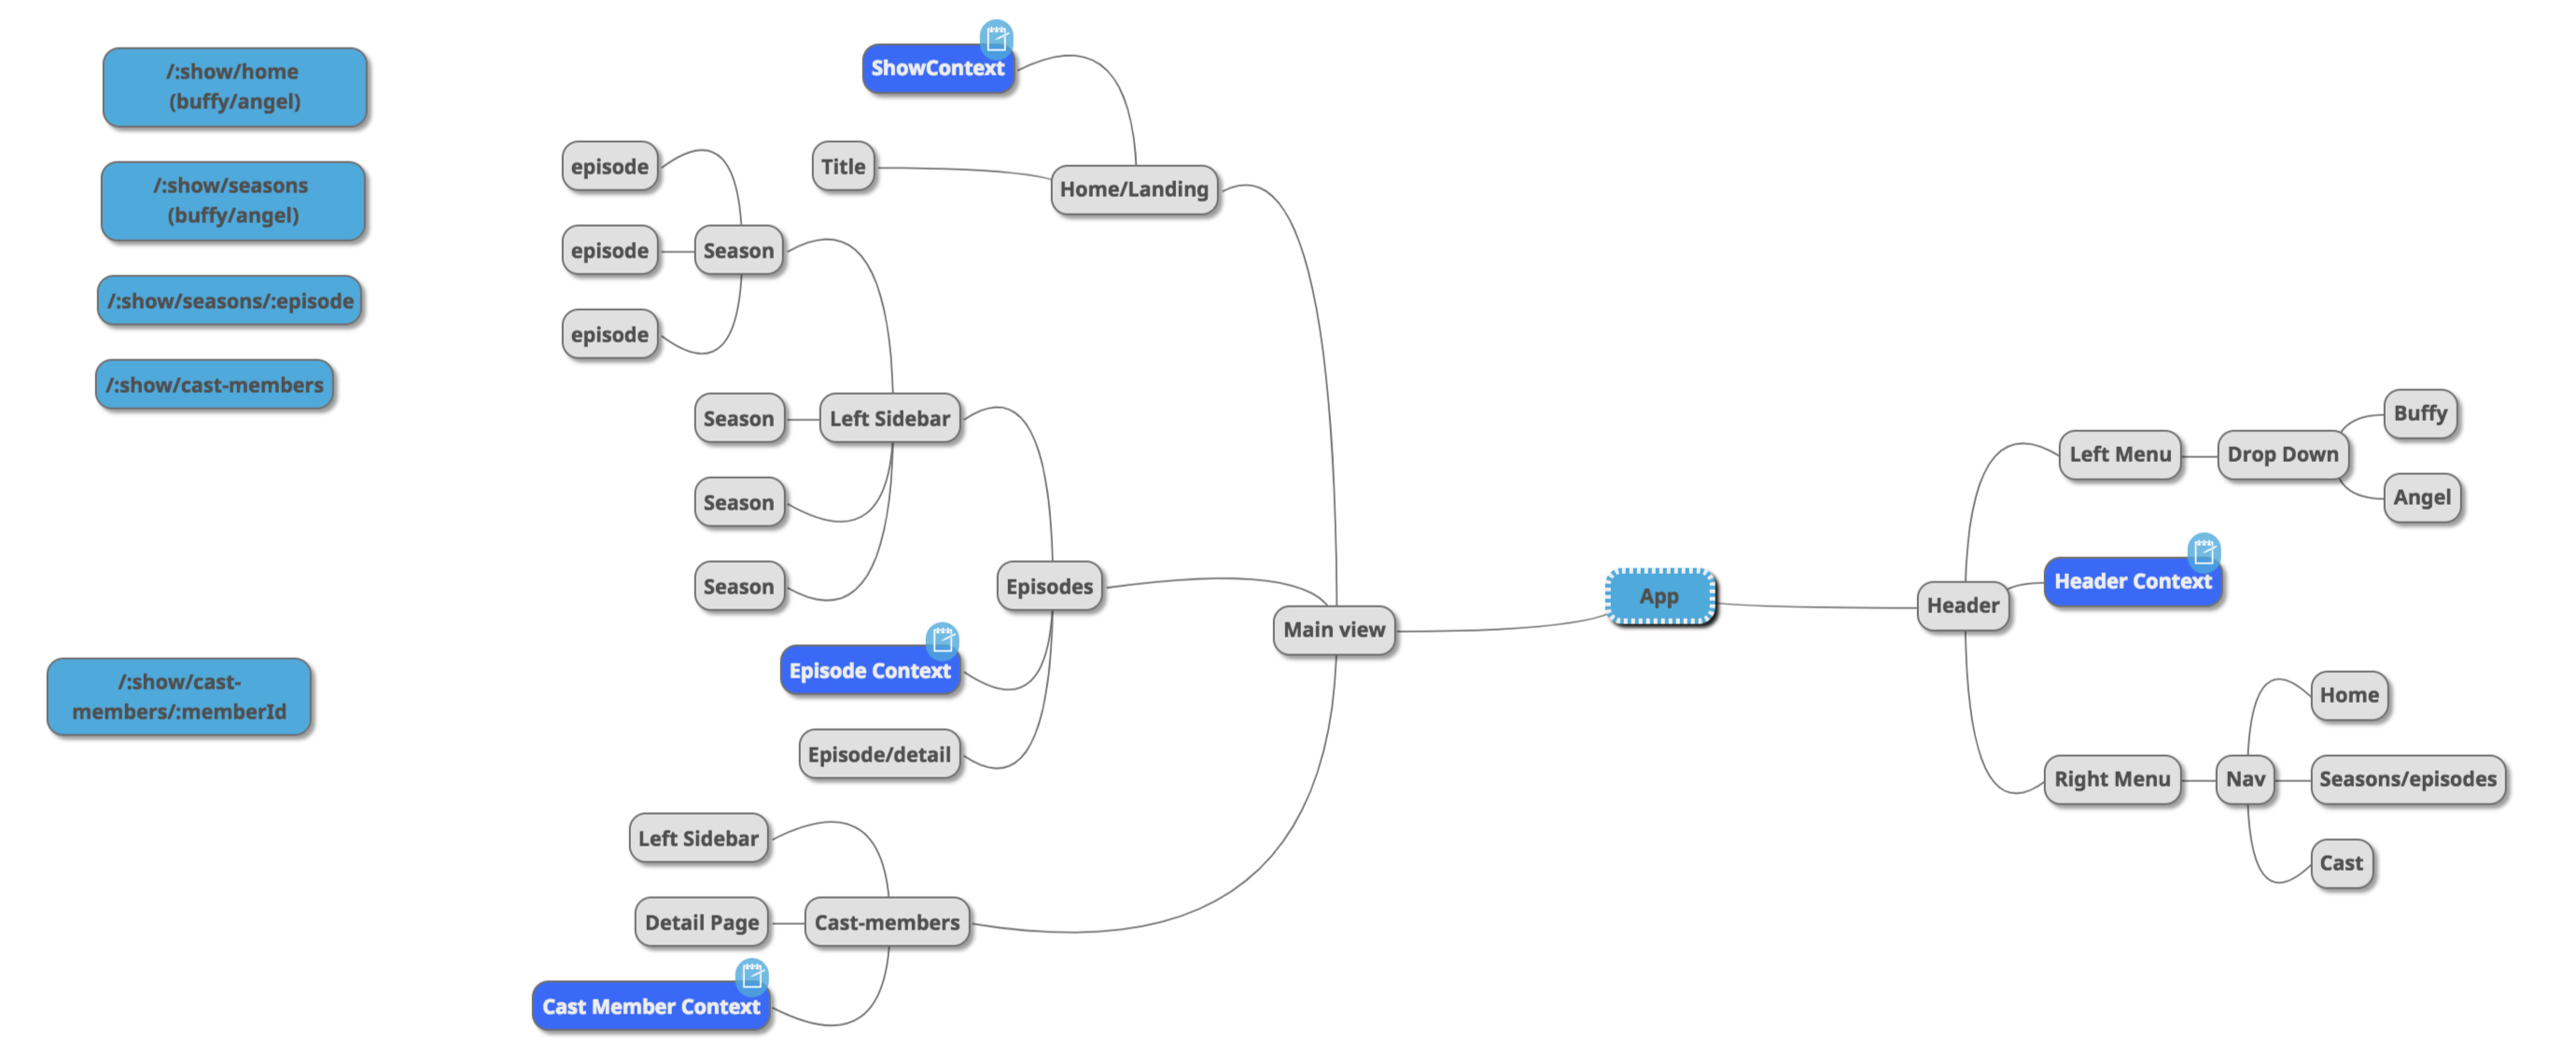 /:show/home
(buffy/angel)
/:show/seasons
(buffy/angel)
/:show/seasons/:episode
/:show/cast-members
/:show/cast-
members/:memberId
ShowContext
Title
Home/Landing
episode
episode
episode
Season
Season
Season
Season
Left Sidebar
Episodes
Episode Context
Episode/detail
Left Sidebar
Detail Page
Cast-members
Cast Member Context
Main view
App
Header
Left Menu
Drop Down
Buffy
Angel
Header Context
Right Menu
Nav
Home
Seasons/episodes
Cast